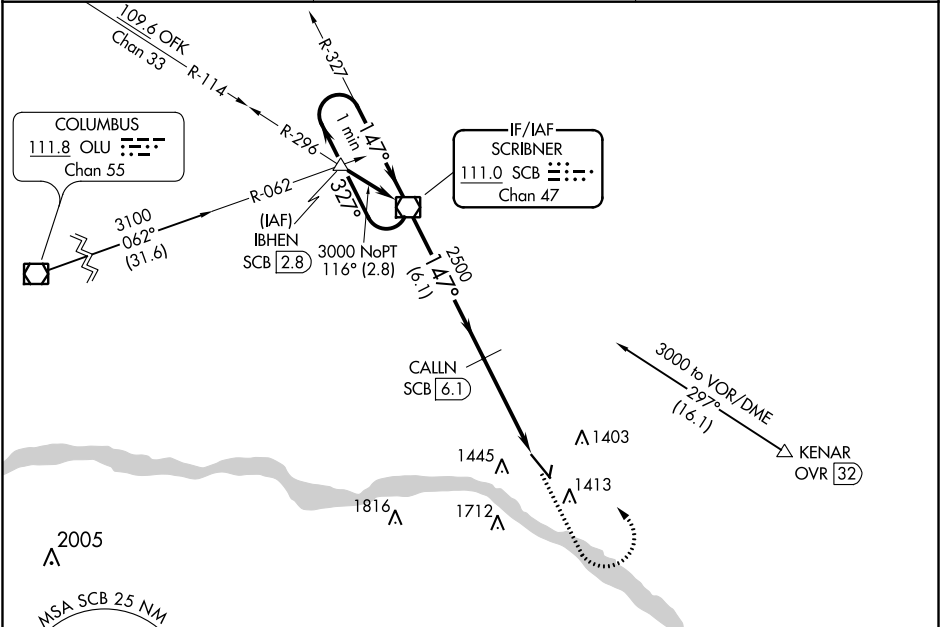 109.6 OFK
Chan 33
R-114
R-296
R-327
COLUMBUS
111.8 OLU
Chan 55
1 min
147°
327°
IF/IAF
SCRIBNER
111.0 SCB
Chan 47
R-062
3100
062°
(31.6)
(IAF)
IBHEN
SCB 2.8
3000 NoPT
116° (2.8)
2500
147°
(6.1)
CALLN
SCB 6.1
3000 to VOR/DME
297°
(16.1)
KENAR
OVR 32
1403
1445
1413
1816
1712
2005
MSA SCB 25 NM